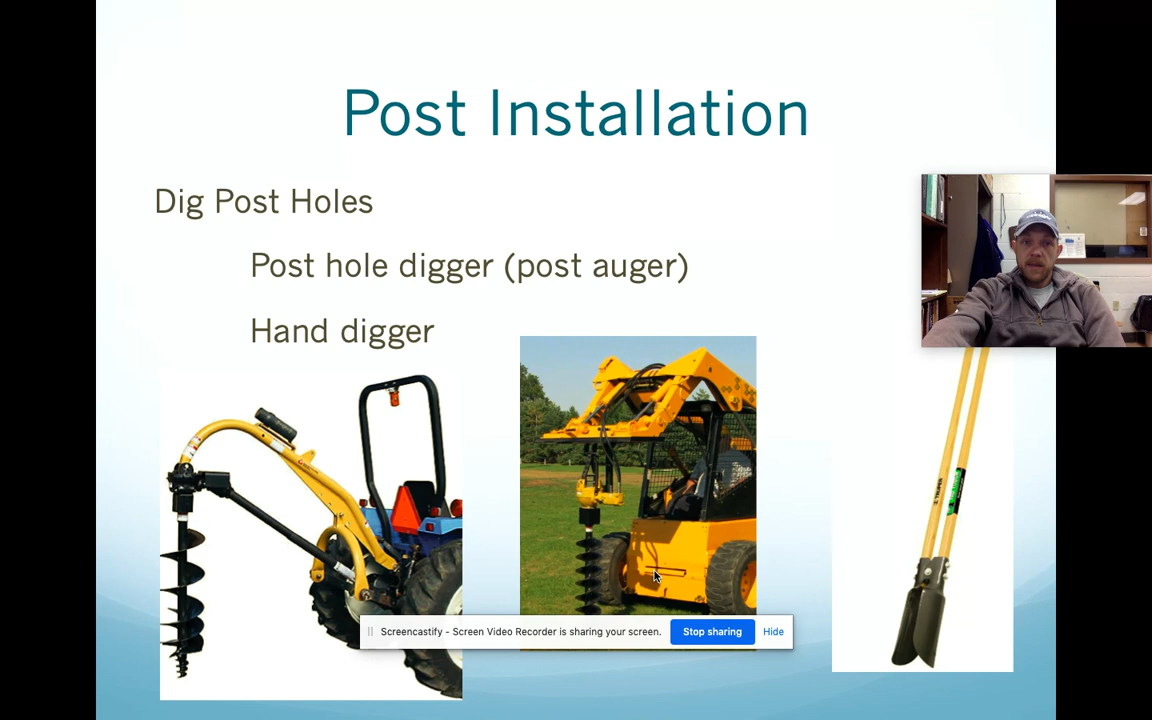 Post Installation
Dig Post Holes
Post hole digger (post auger)
Hand digger
TRUPER
Screencastify - Screen Video Recorder is sharing your screen.
Stop sharing
Hide